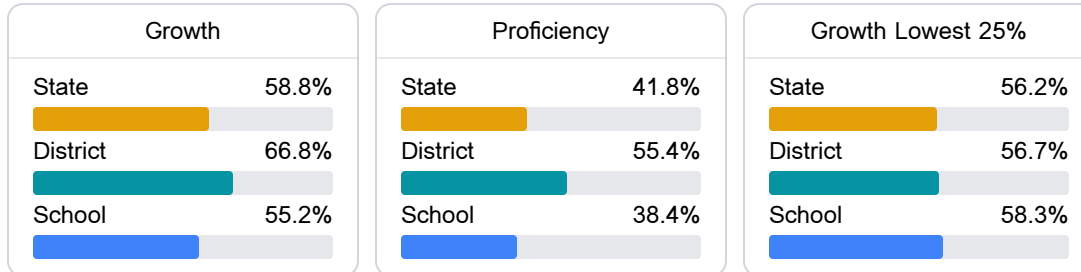 Growth
State 58.8%
District 66.8%
School 55.2%
Proficiency
State 41.8%
District 55.4%
School 38.4%
Growth Lowest 25%
State 56.2%
District 56.7%
School 58.3%